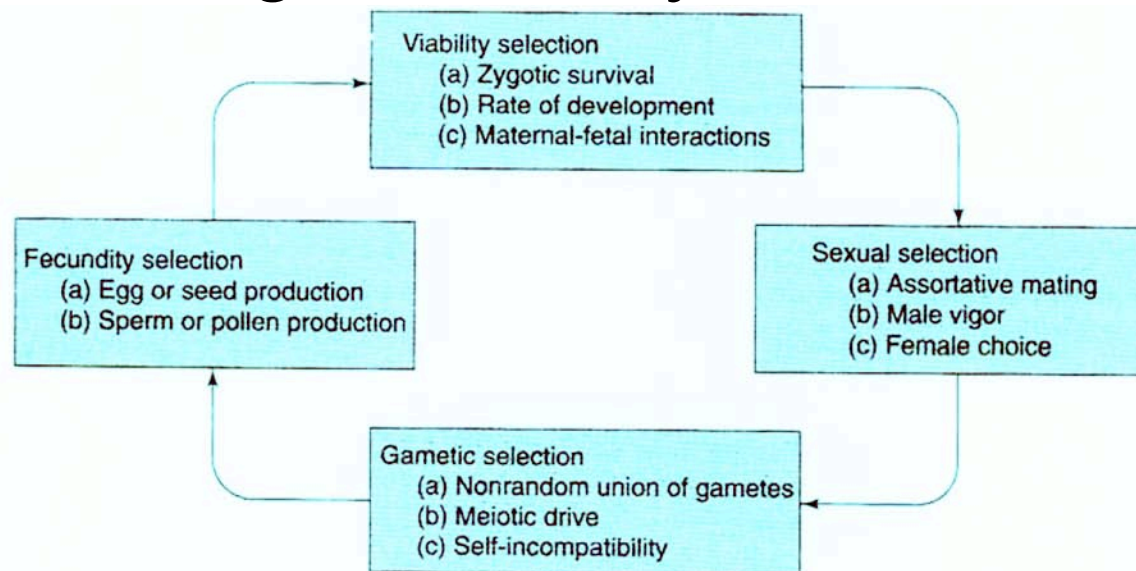 Viability selection
(a) Zygotic survival
(b) Rate of development
(c) Maternal-fetal interactions
Fecundity selection
(a) Egg or seed production
(b) Sperm or pollen production
Sexual selection
(a) Assortative mating
(b) Male vigor
(c) Female choice
Gametic selection
(a) Nonrandom union of gametes
(b) Meiotic drive
(c) Self-incompatibility